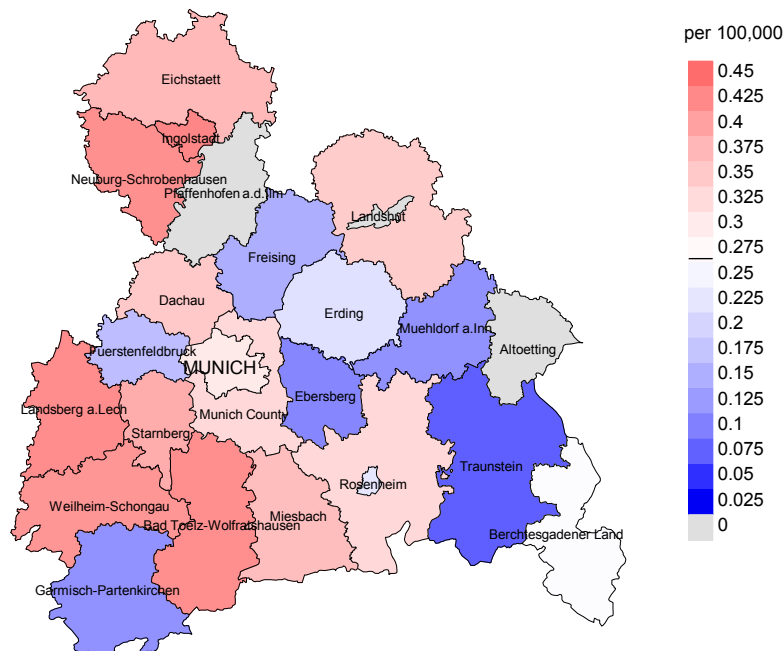 per 100,000
0.45
0.425
0.4
0.375
0.35
0.325
0.3
0.275
0.25
0.225
0.2
0.175
0.15
0.125
0.1
0.075
0.05
0.025
0
Eichstaett
Ingolstadt
Neuburg-Schrobenhausen
Pfaffenhofen a.d.Ilm
Landshut
Freising
Dachau
Erding
Muehldorf a.Inn
Altoetting
Fuerstenfeldbruck
MUNICH
Ebersberg
Landsberg a.Lech
Munich County
Starnberg
Traunstein
Rosenheim
Weilheim-Schongau
Miesbach
Bad Toelz-Wolfratshausen
Berchtesgadener Land
Garmisch-Partenkirchen